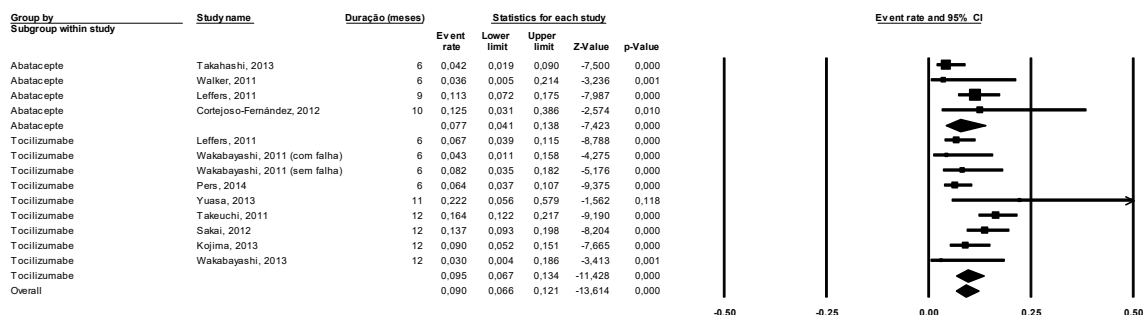 Group by Study name Duração (meses) Statistics for each study Event rate and 95% CI
Subgroup within study
Event rate Lower limit Upper limit Z-Value p-Value
Abatacepte Takahashi, 2013 6 0,042 0,019 0,090 -7,500 0,000
Abatacepte Walker, 2011 6 0,036 0,005 0,214 -3,236 0,001
Abatacepte Leffers, 2011 9 0,113 0,072 0,175 -7,987 0,000
Abatacepte Cortejoso-Fernández, 2012 10 0,125 0,031 0,386 -2,574 0,010
Abatacepte 0,077 0,041 0,138 -7,423 0,000
Tocilizumabe Leffers, 2011 6 0,067 0,039 0,115 -8,788 0,000
Tocilizumabe Wakabayashi, 2011 (com falha) 6 0,043 0,011 0,158 -4,275 0,000
Tocilizumabe Wakabayashi, 2011 (sem falha) 6 0,082 0,035 0,182 -5,176 0,000
Tocilizumabe Pers, 2014 6 0,064 0,037 0,107 -9,375 0,000
Tocilizumabe Yuasa, 2013 11 0,222 0,056 0,579 -1,562 0,118
Tocilizumabe Takeuchi, 2011 12 0,164 0,122 0,217 -9,190 0,000
Tocilizumabe Sakai, 2012 12 0,137 0,093 0,198 -8,204 0,000
Tocilizumabe Kojima, 2013 12 0,090 0,052 0,151 -7,665 0,000
Tocilizumabe Wakabayashi, 2013 12 0,030 0,004 0,186 -3,413 0,001
Tocilizumabe 0,095 0,067 0,134 -11,428 0,000
Overall 0,090 0,066 0,121 -13,614 0,000
-0.50 -0.25 0.00 0.25 0.50